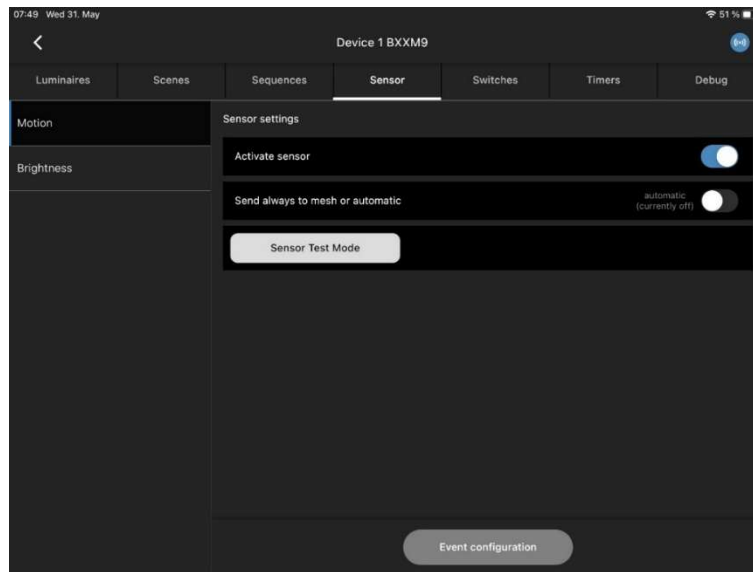 07:49 Wed 31. May
51 %
Device 1 BXXM9
Luminaires Scenes Sequences Sensor Switches Timers Debug
Motion
Brightness
Sensor settings
Activate sensor
Send always to mesh or automatic
automatic
(currently off)
Sensor Test Mode
Event configuration